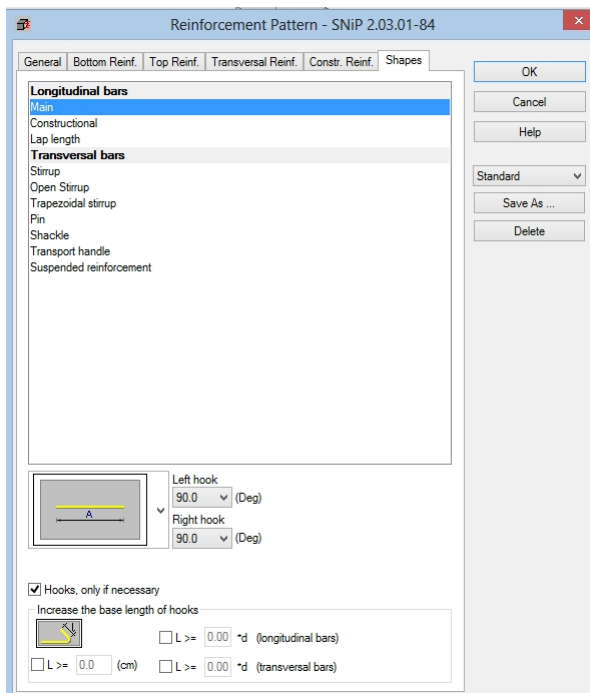 Reinforcement Pattern - SNiP 2.03.01-84
General Bottom Reinf. Top Reinf. Transversal Reinf. Constr. Reinf. Shapes
Longitudinal bars
Main
Constructional
Lap length
Transversal bars
Stirrup
Open Stirrup
Trapezoidal stirrup
Pin
Shackle
Transport handle
Suspended reinforcement
OK
Cancel
Help
Standard
Save As ...
Delete
A
Left hook
90.0 (Deg)
Right hook
90.0 (Deg)
Hooks, only if necessary
Increase the base length of hooks
L >= 0.00 *d (longitudinal bars)
L >= 0.0 (cm) L >= 0.00 *d (transversal bars)